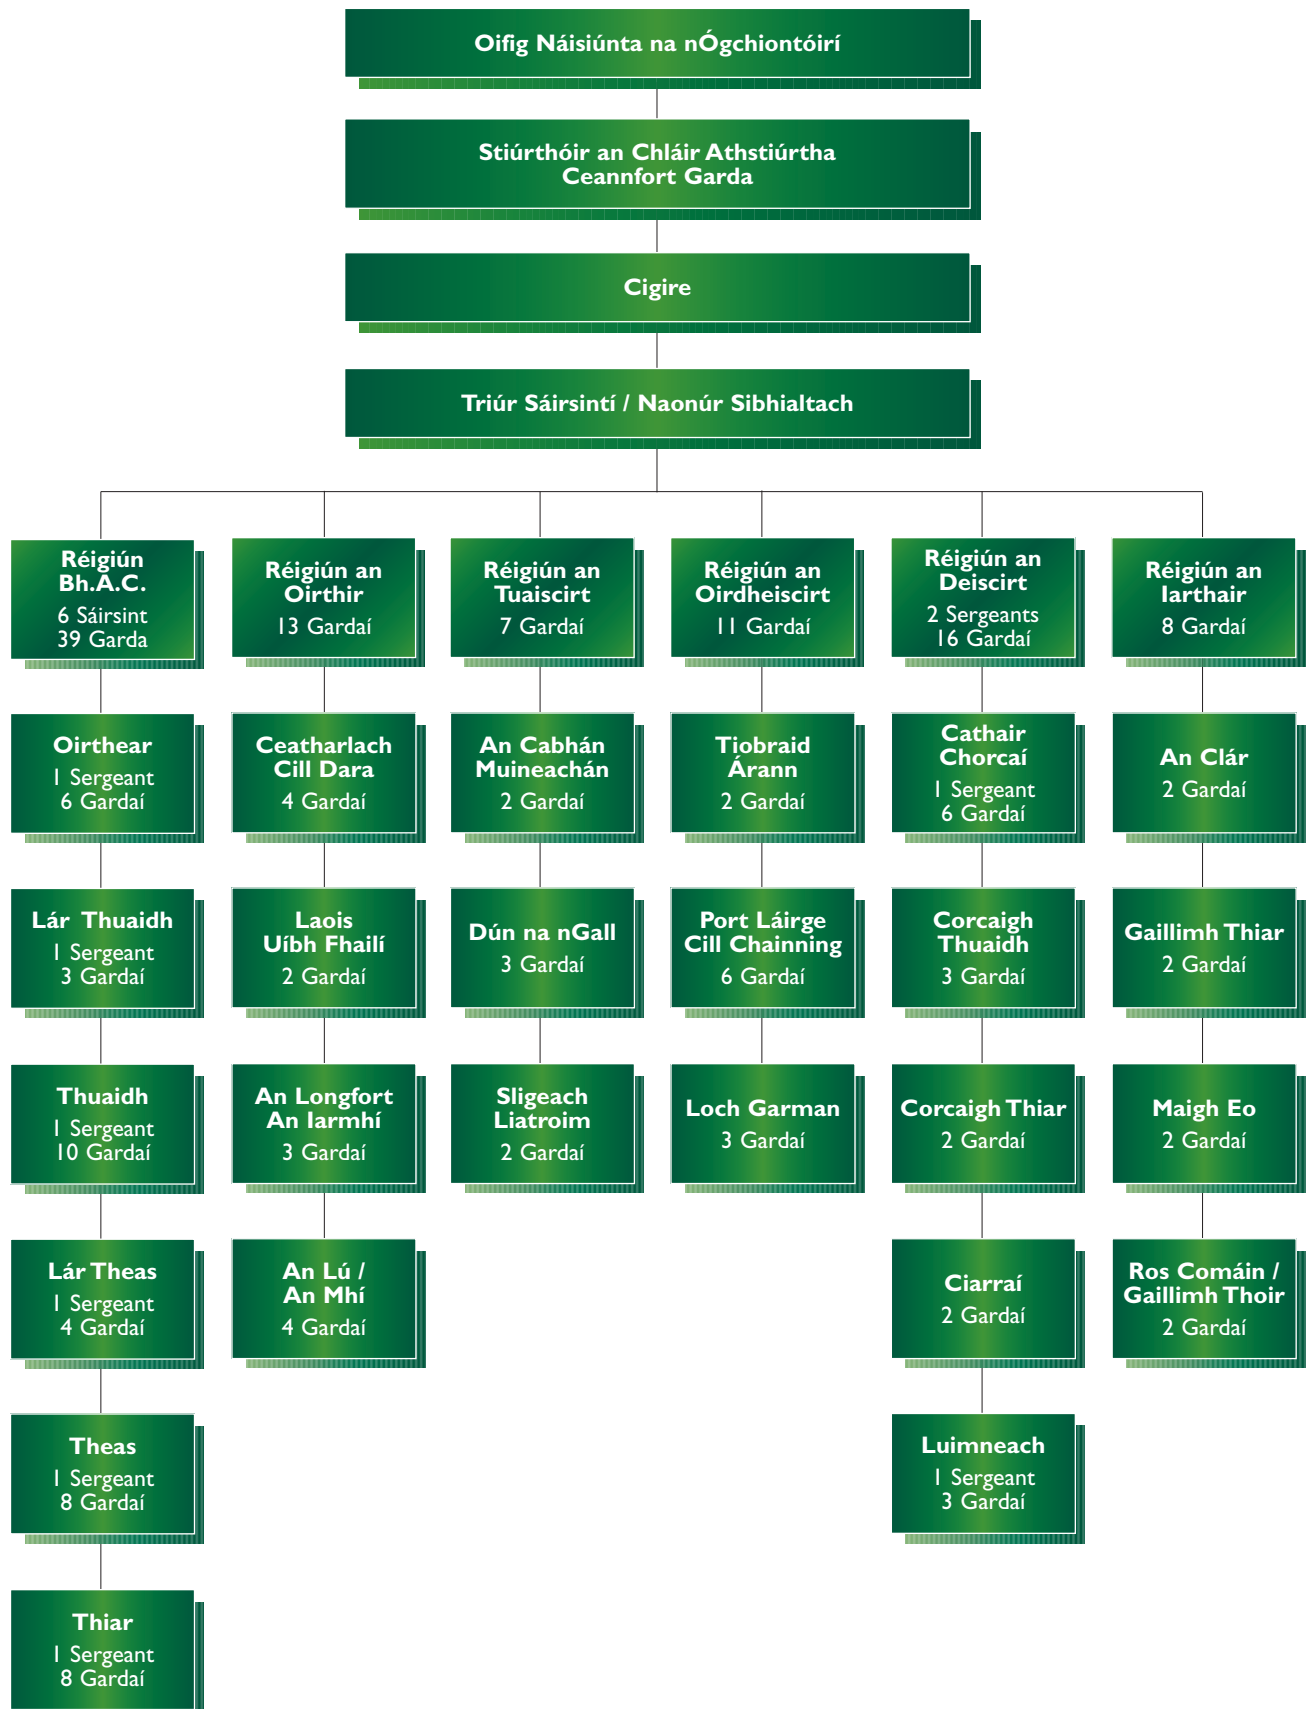 Oifig Náisiúnta na nÓgchiontóirí
Stiúrthóir an Chláir Athstiúrtha
Ceannfort Garda
Cigire
Triúr Sáirsintí / Naonúr Sibhialtach
Réigiún
Bh.A.C.
6 Sáirsint
39 Garda
Oirthear
1 Sergeant
6 Gardaí
Lár Thuaidh
1 Sergeant
3 Gardaí
Thuaidh
1 Sergeant
10 Gardaí
Lár Theas
1 Sergeant
4 Gardaí
Theas
1 Sergeant
8 Gardaí
Thiar
1 Sergeant
8 Gardaí
Réigiún an
Oirthir
13 Gardaí
Ceatharlach
Cill Dara
4 Gardaí
Laois
Uíbh Fhailí
2 Gardaí
An Longfort
An Iarmhí
3 Gardaí
An Lú /
An Mhí
4 Gardaí
Réigiún an
Tuaiscirt
7 Gardaí
An Cabhán
Muineachán
2 Gardaí
Dún na nGall
3 Gardaí
Sligeach
Liatroim
2 Gardaí
Réigiún an
Oirdheiscirt
11 Gardaí
Tiobraid
Árann
2 Gardaí
Port Láirge
Cill Chainning
6 Gardaí
Loch Garman
3 Gardaí
Réigiún an
Deiscirt
2 Sergeants
16 Gardaí
Cathair
Chorcaí
1 Sergeant
6 Gardaí
Corcaigh
Thuaidh
3 Gardaí
Corcaigh Thiar
2 Gardaí
Ciarraí
2 Gardaí
Luimneach
1 Sergeant
3 Gardaí
Réigiún an
Iarthair
8 Gardaí
An Clár
2 Gardaí
Gaillimh Thiar
2 Gardaí
Maigh Eo
2 Gardaí
Ros Comáin /
Gaillimh Thoir
2 Gardaí